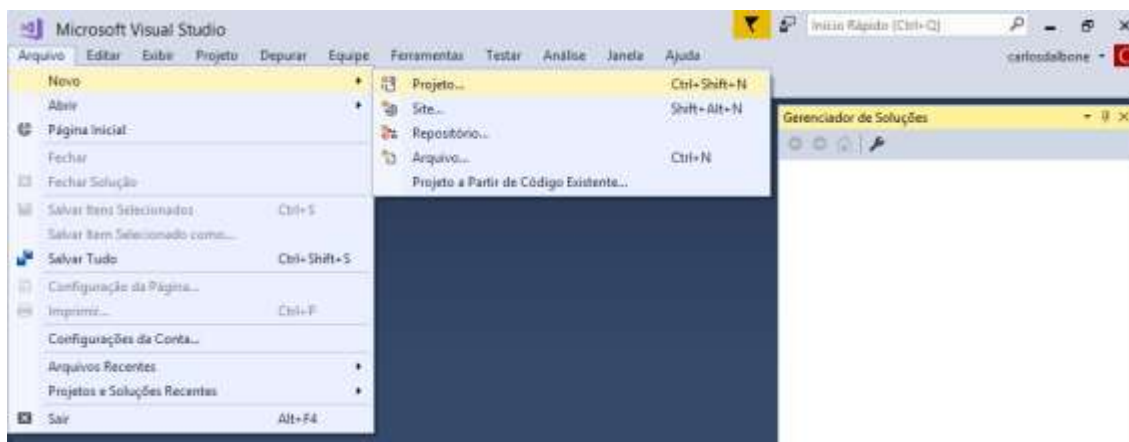 Microsoft Visual Studio
Início Rápido (Ctrl+Q)
Arquivo Editar Exibir Projeto Depurar Equipe Ferramentas Testar Análise Janela Ajuda
carlosdalbone
Novo
Abrir
Página Inicial
Fechar
Fechar Solução
Salvar Itens Selecionados Ctrl+S
Salvar Item Selecionado como...
Salvar Tudo Ctrl+Shift+S
Configuração da Página...
Imprimir... Ctrl+P
Configurações da Conta...
Arquivos Recentes
Projetos e Soluções Recentes
Sair Alt+F4
Projeto... Ctrl+Shift+N
Site... Shift+Alt+N
Repositório...
Arquivo... Ctrl+N
Projeto a Partir de Código Existente...
Gerenciador de Soluções